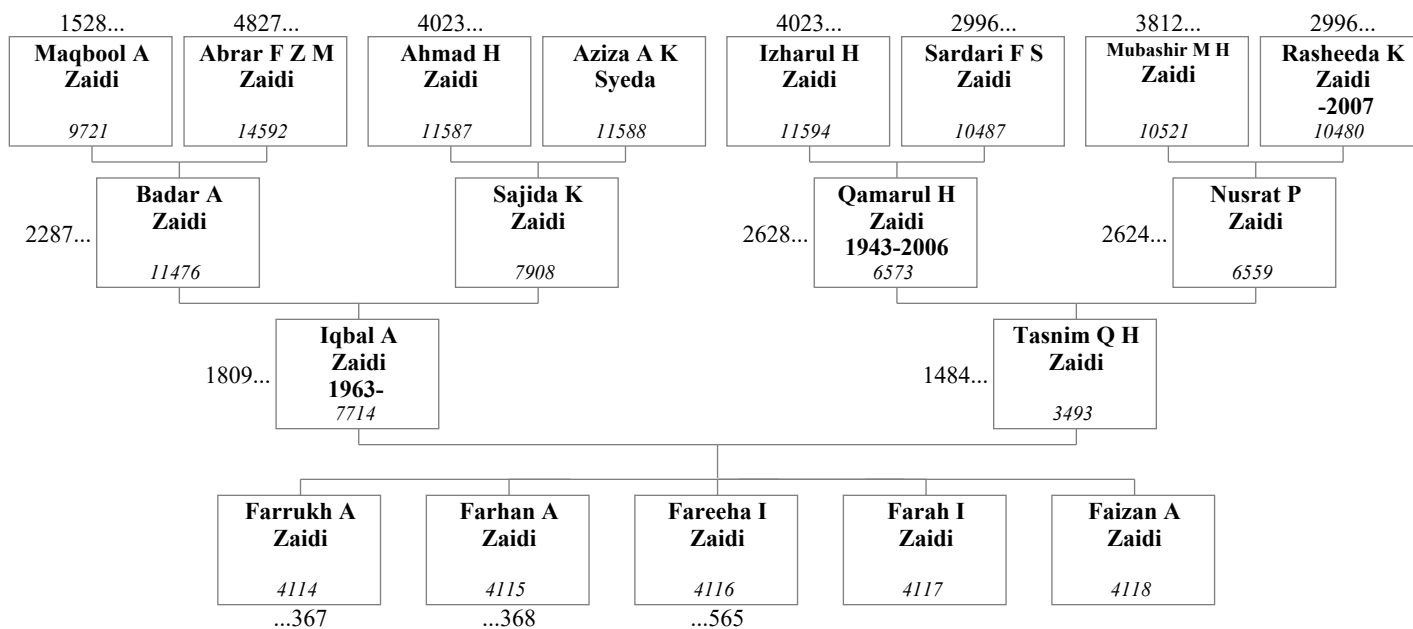 1528... 4827... 4023... 4023... 2996... 3812... 2996...
Maqbool A
Zaidi
9721
Abrar F Z M
Zaidi
14592
Ahmad H
Zaidi
11587
Aziza A K
Syeda
11588
Izharul H
Zaidi
11594
Sardari F S
Zaidi
10487
Mubashir M H
Zaidi
10521
Rasheeda K
Zaidi
-2007
10480
2287...
Badar A
Zaidi
11476
Sajida K
Zaidi
7908
2628...
Qamarul H
Zaidi
1943-2006
6573
2624...
Nusrat P
Zaidi
6559
1809...
Iqbal A
Zaidi
1963-
7714
1484...
Tasnim Q H
Zaidi
3493
Farrukh A
Zaidi
4114
...367
Farhan A
Zaidi
4115
...368
Fareeha I
Zaidi
4116
...565
Farah I
Zaidi
4117
Faizan A
Zaidi
4118